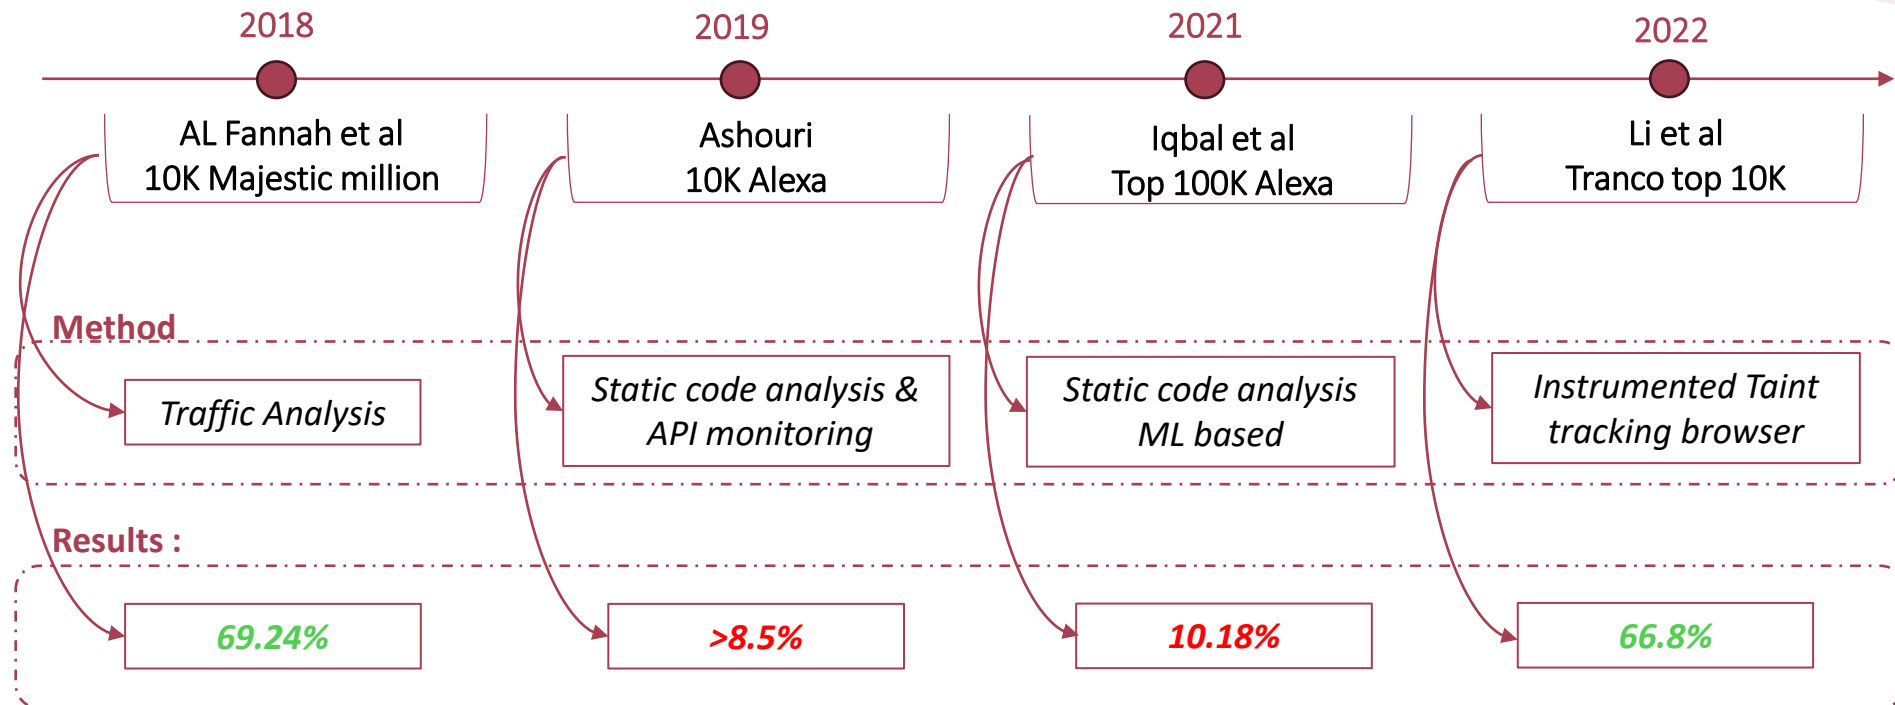 2018
2019
2021
2022
AL Fannah et al
10K Majestic million
Ashouri
10K Alexa
Iqbal et al
Top 100K Alexa
Li et al
Tranco top 10K
Method
Traffic Analysis
Static code analysis &
API monitoring
Static code analysis
ML based
Instrumented Taint
tracking browser
Results :
69.24%
>8.5%
10.18%
66.8%